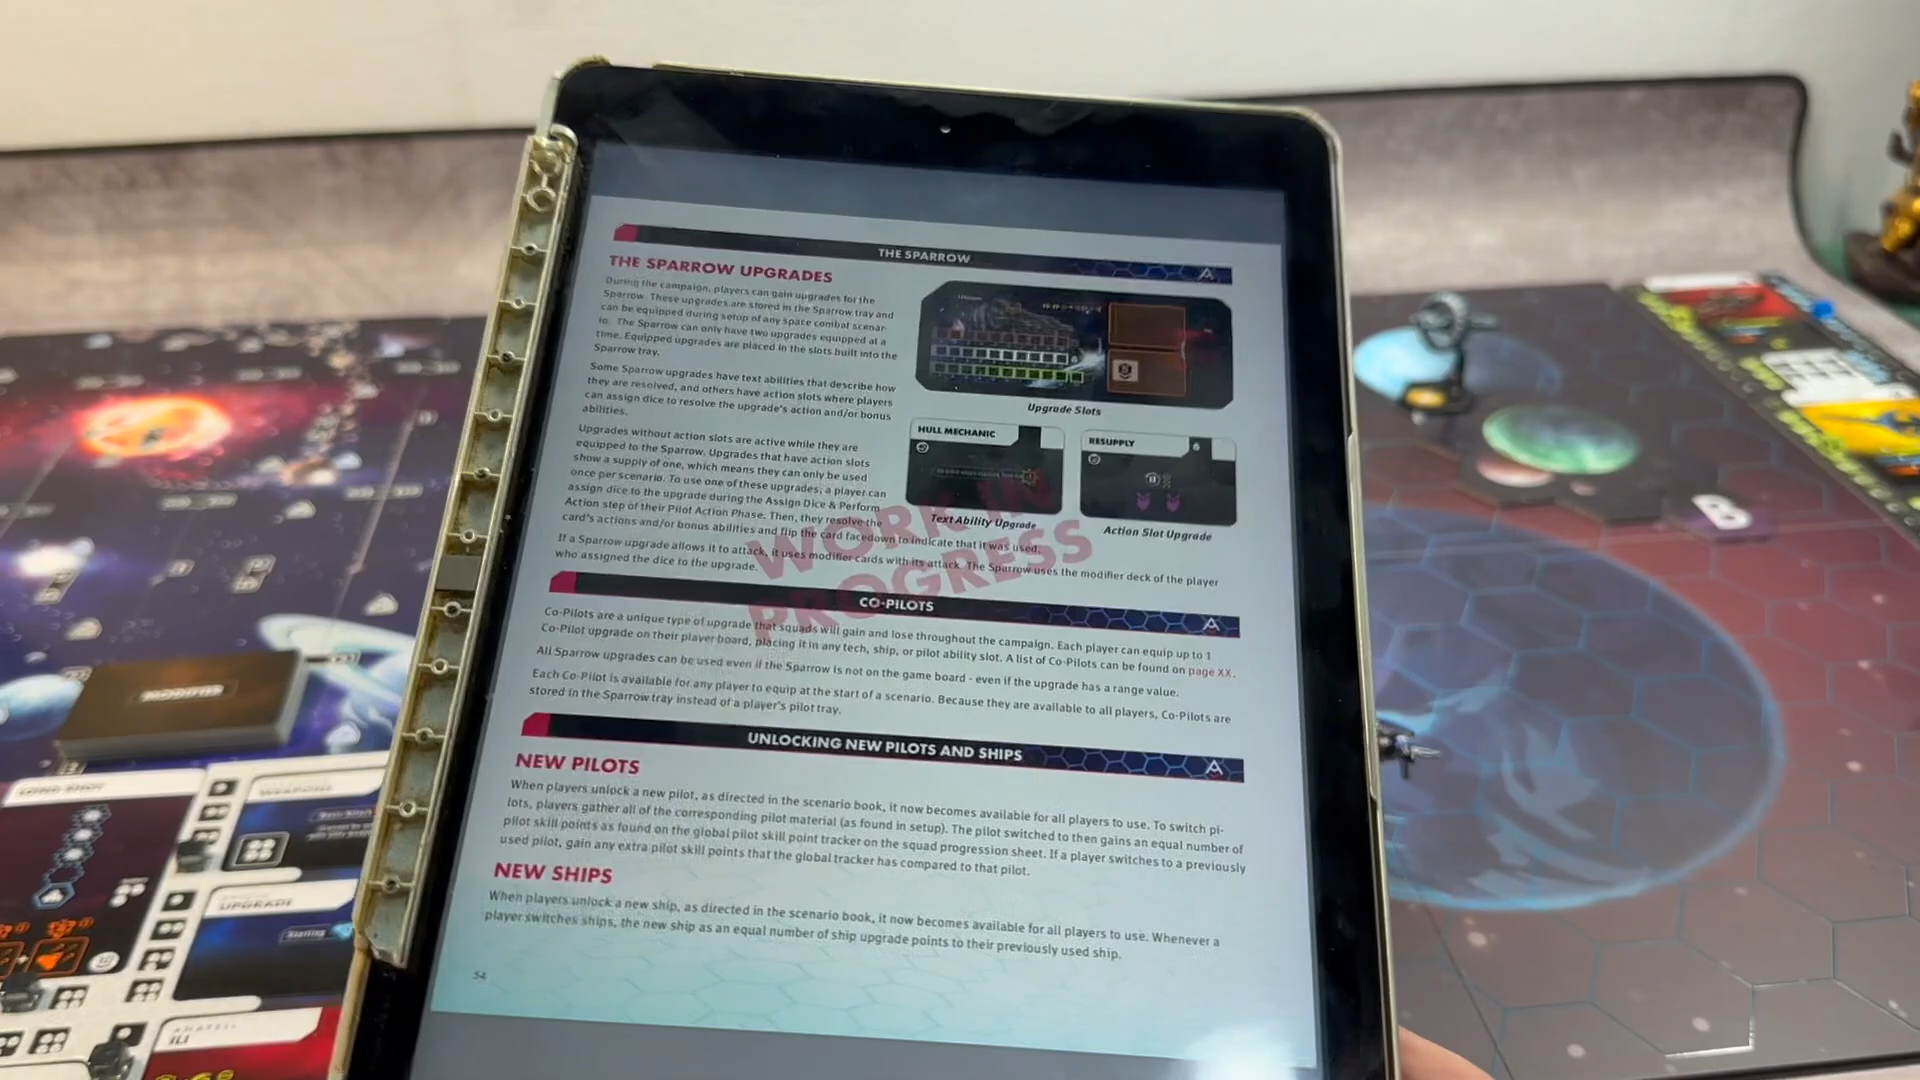 THE SPARROW
THE SPARROW UPGRADES
During the campaign, players can gain upgrades for the
Sparrow. These upgrades are stored in the Sparrow tray and
can be equipped during setup of any space combat scenar-
io. The Sparrow can only have two upgrades equipped at a
time. Equipped upgrades are placed in the slots built into the
Sparrow tray.
Some Sparrow upgrades have text abilities that describe how
they are resolved, and others have action slots where players
can assign dice to resolve the upgrade's action and/or bonus
abilities.
Upgrades without action slots are active while they are
equipped to the Sparrow. Upgrades that have action slots
show a supply of one, which means they can only be used
once per scenario. To use one of these upgrades, a player can
assign dice to the upgrade during the Assign Dice & Perform
Action step of their Pilot Action Phase. Then, they resolve the
card's actions and/or bonus abilities and flip the card facedown to indicate that it was used.
If a Sparrow upgrade allows it to attack, it uses modifier cards with its attack. The Sparrow uses the modifier deck of the player
who assigned the dice to the upgrade.
Upgrade Slots
HULL MECHANIC
RESUPPLY
6
Text Ability Upgrade
Action Slot Upgrade
WORK IN
PROGRESS
CO-PILOTS
Co-Pilots are a unique type of upgrade that squads will gain and lose throughout the campaign. Each player can equip up to 1
Co-Pilot upgrade on their player board, placing it in any tech, ship, or pilot ability slot. A list of Co-Pilots can be found on page XX.
All Sparrow upgrades can be used even if the Sparrow is not on the game board - even if the upgrade has a range value.
Each Co-Pilot is available for any player to equip at the start of a scenario. Because they are available to all players, Co-Pilots are
stored in the Sparrow tray instead of a player's pilot tray.
UNLOCKING NEW PILOTS AND SHIPS
NEW PILOTS
When players unlock a new pilot, as directed in the scenario book, it now becomes available for all players to use. To switch pi-
lots, players gather all of the corresponding pilot material (as found in setup). The pilot switched to then gains an equal number of
pilot skill points as found on the global pilot skill point tracker on the squad progression sheet. If a player switches to a previously
used pilot, gain any extra pilot skill points that the global tracker has compared to that pilot.
NEW SHIPS
When players unlock a new ship, as directed in the scenario book, it now becomes available for all players to use. Whenever a
player switches ships, the new ship as an equal number of ship upgrade points to their previously used ship.
54
MODIFIER
LONG SHOT
WEAPONS
UPGRADE
Starting
ILI